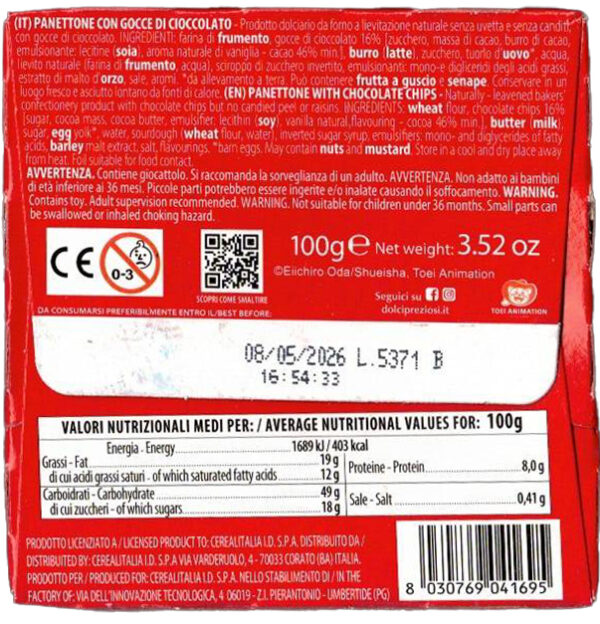 (IT) PANETTONE CON GOCCE DI CIOCCOLATO - Prodotto dolciario da forno a lievitazione naturale senza uvetta e senza canditi,
con gocce di cioccolato. INGREDIENTI: farina di frumento, gocce di cioccolato 16% [zucchero, massa di cacao, burro di cacao,
emulsionante: lecitine (soia), aroma naturale di vaniglia - cacao 46% min.], burro (latte), zucchero, tuorlo d'uovo*, acqua,
lievito naturale (farina di frumento, acqua), sciroppo di zucchero invertito, emulsionanti: mono- e digliceridi degli acidi grassi,
estratto di malto d'orzo, sale, aromi. *da allevamento a terra. Può contenere frutta a guscio e senape. Conservare in un
luogo fresco e asciutto lontano da fonti di calore. (EN) PANETTONE WITH CHOCOLATE CHIPS - Naturally - leavened bakery
confectionery product with chocolate chips but no candied peel or raisins. INGREDIENTS: wheat flour, chocolate chips 16%
sugar, cocoa mass, cocoa butter, emulsifier: lecithin (soy), vanilla natural flavouring - cocoa 46% min.], butter (milk)
sugar, egg yolk*, water, sourdough (wheat flour, water), inverted sugar syrup, emulsifiers: mono- and diglycerides of fatty
acids, barley malt extract, salt, flavourings. *barn eggs. May contain nuts and mustard. Store in a cool and dry place away
from heat. Foil suitable for food contact.
AVVERTENZA. Contiene giocattolo. Si raccomanda la sorveglianza di un adulto. AVVERTENZA. Non adatto ai bambini
di età inferiore ai 36 mesi. Piccole parti potrebbero essere ingerite e/o inalate causando il soffocamento. WARNING.
Contains toy. Adult supervision recommended. WARNING. Not suitable for children under 36 months. Small parts can
be swallowed or inhaled choking hazard.
CE 0-3
SCOPRI COME SMALTIRE
100g e Net weight: 3.52 oz
©Eiichiro Oda/Shueisha, Toei Animation
Seguici su
dolcipreziosi.it
TOEI ANIMATION
DA CONSUMARSI PREFERIBILMENTE ENTRO IL/BEST BEFORE:
08/05/2026 L.5371 B
16:54:33
VALORI NUTRIZIONALI MEDI PER: / AVERAGE NUTRITIONAL VALUES FOR: 100g
Energia - Energy 1689 kJ / 403 kcal
Grassi - Fat 19 g
di cui acidi grassi saturi - of which saturated fatty acids 12 g
Carboidrati - Carbohydrate 49 g
di cui zuccheri - of which sugars 18 g
Proteine - Protein 8,0 g
Sale - Salt 0,41 g
PRODOTTO LICENZIATO A / LICENSED PRODUCT TO: CEREALITALIA I.D. S.P.A. DISTRIBUITO DA /
DISTRIBUITED BY: CEREALITALIA I.D. S.P.A VIA VARDERUOLO, 4 - 70033 CORATO (BA) ITALIA.
PRODOTTO PER / PRODUCED FOR: CEREALITALIA I.D. S.P.A. NELLO STABILIMENTO DI / IN THE
FACTORY OF: VIA DELL'INNOVAZIONE TECNOLOGICA, 4 06019 - Z.I. PIERANTONIO - UMBERTIDE (PG)
8 030769 041695